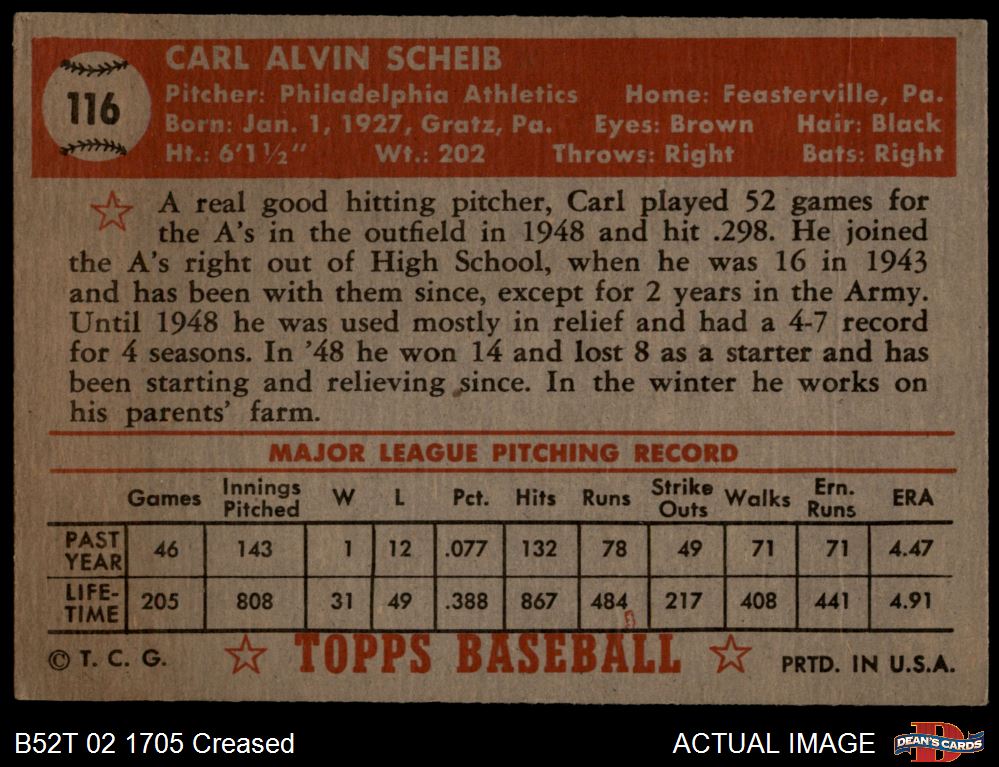 116
CARL ALVIN SCHEIB
Pitcher: Philadelphia Athletics Home: Feasterville, Pa.
Born: Jan. 1, 1927, Gratz, Pa. Eyes: Brown Hair: Black
Ht.: 6'1½" Wt.: 202 Throws: Right Bats: Right
A real good hitting pitcher, Carl played 52 games for
the A's in the outfield in 1948 and hit .298. He joined
the A's right out of High School, when he was 16 in 1943
and has been with them since, except for 2 years in the Army.
Until 1948 he was used mostly in relief and had a 4-7 record
for 4 seasons. In '48 he won 14 and lost 8 as a starter and has
been starting and relieving since. In the winter he works on
his parents' farm.
MAJOR LEAGUE PITCHING RECORD
Games Innings Pitched W L Pct. Hits Runs Strike Outs Walks Ern. Runs ERA
PAST YEAR 46 143 1 12 .077 132 78 49 71 71 4.47
LIFE-TIME 205 808 31 49 .388 867 484 217 408 441 4.91
© T. C. G. TOPPS BASEBALL PRTD. IN U.S.A.
B52T 02 1705 Creased ACTUAL IMAGE D DEAN'S CARDS